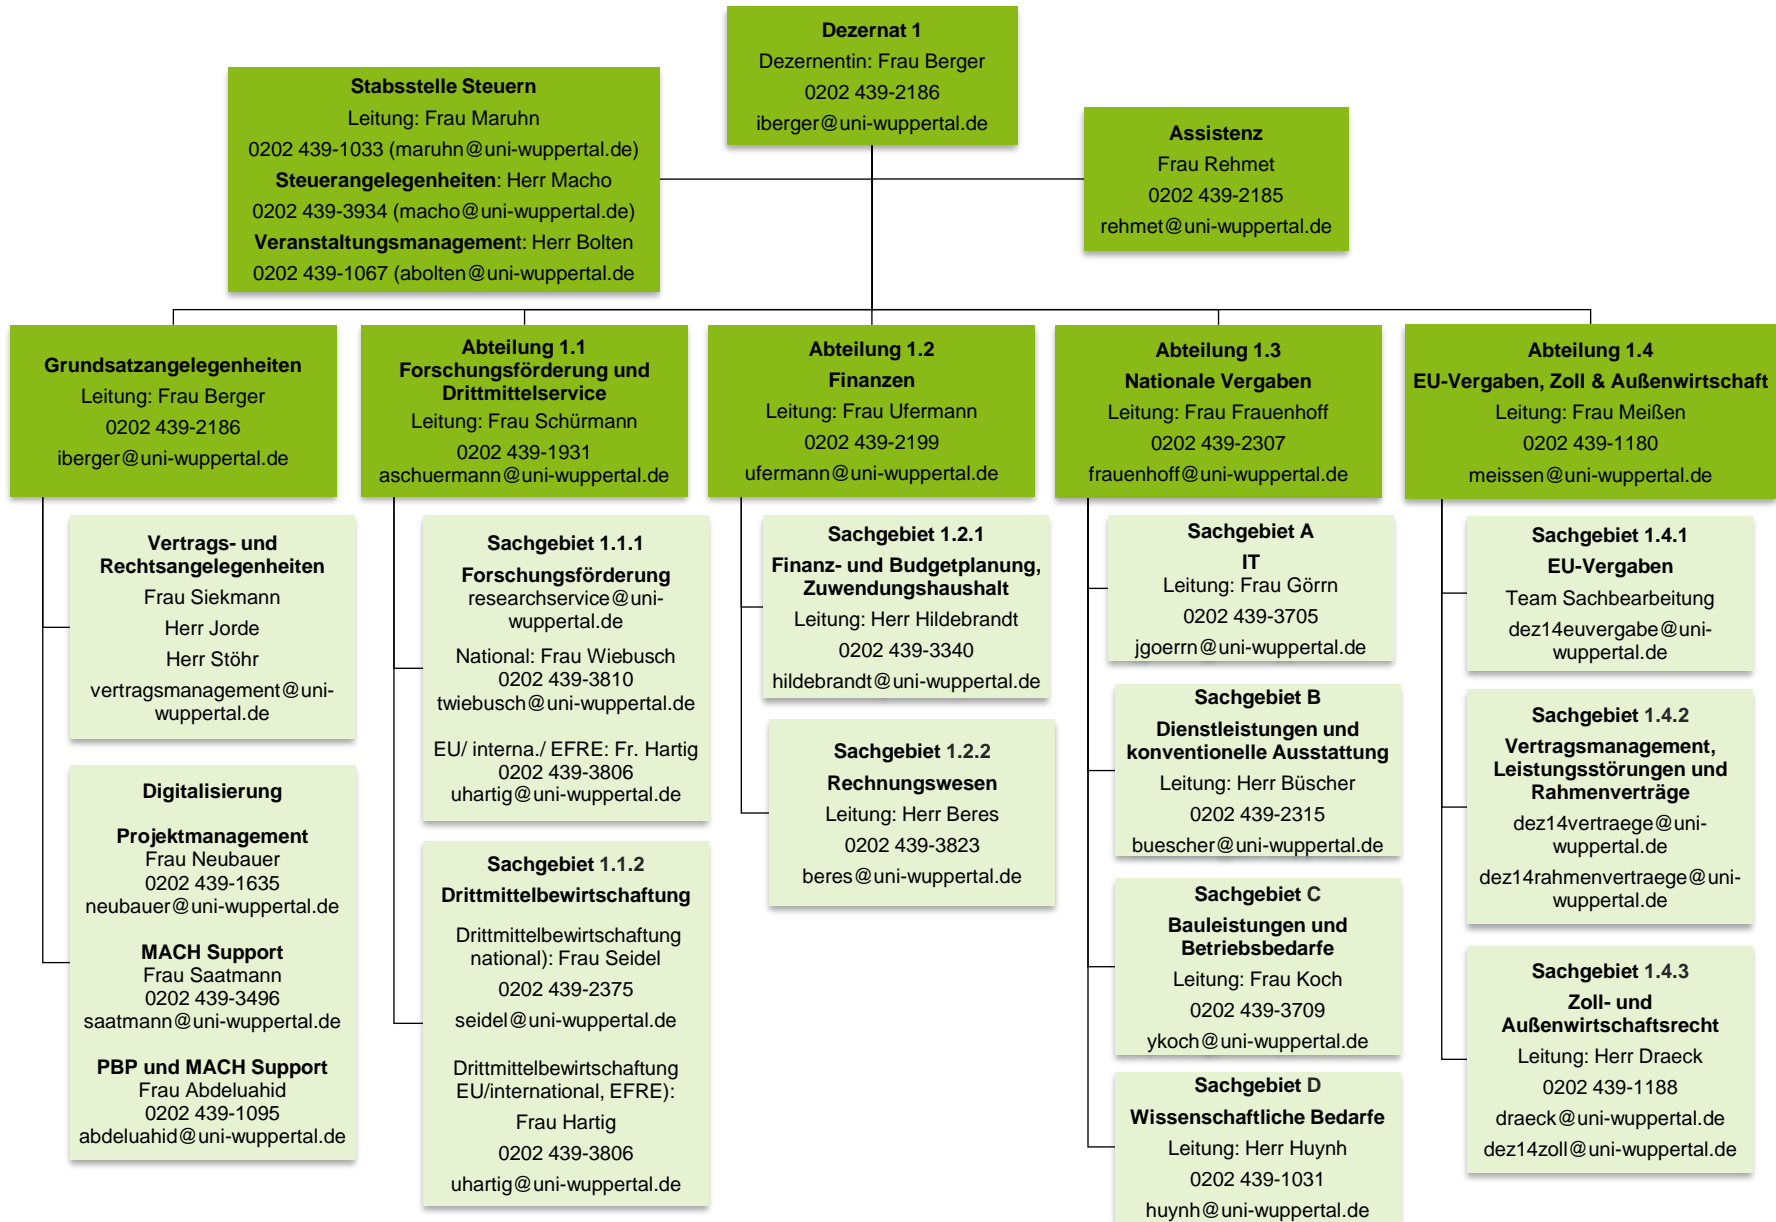 Dezernat 1
Dezernentin: Frau Berger
0202 439-2186
iberger@uni-wuppertal.de
Stabsstelle Steuern
Leitung: Frau Maruhn
0202 439-1033 (maruhn@uni-wuppertal.de)
Steuerangelegenheiten: Herr Macho
0202 439-3934 (macho@uni-wuppertal.de)
Veranstaltungsmanagement: Herr Bolten
0202 439-1067 (abolten@uni-wuppertal.de
Assistenz
Frau Rehmet
0202 439-2185
rehmet@uni-wuppertal.de
Grundsatzangelegenheiten
Leitung: Frau Berger
0202 439-2186
iberger@uni-wuppertal.de
Vertrags- und
Rechtsangelegenheiten
Frau Siekmann
Herr Jorde
Herr Stöhr
vertragsmanagement@uni-
wuppertal.de
Digitalisierung
Projektmanagement
Frau Neubauer
0202 439-1635
neubauer@uni-wuppertal.de
MACH Support
Frau Saatmann
0202 439-3496
saatmann@uni-wuppertal.de
PBP und MACH Support
Frau Abdeluahid
0202 439-1095
abdeluahid@uni-wuppertal.de
Abteilung 1.1
Forschungsförderung und
Drittmittelservice
Leitung: Frau Schürmann
0202 439-1931
aschuermann@uni-wuppertal.de
Sachgebiet 1.1.1
Forschungsförderung
researchservice@uni-
wuppertal.de
National: Frau Wiebusch
0202 439-3810
twiebusch@uni-wuppertal.de
EU/ interna./ EFRE: Fr. Hartig
0202 439-3806
uhartig@uni-wuppertal.de
Sachgebiet 1.1.2
Drittmittelbewirtschaftung
Drittmittelbewirtschaftung
national): Frau Seidel
0202 439-2375
seidel@uni-wuppertal.de
Drittmittelbewirtschaftung
EU/international, EFRE):
Frau Hartig
0202 439-3806
uhartig@uni-wuppertal.de
Abteilung 1.2
Finanzen
Leitung: Frau Ufermann
0202 439-2199
ufermann@uni-wuppertal.de
Sachgebiet 1.2.1
Finanz- und Budgetplanung,
Zuwendungshaushalt
Leitung: Herr Hildebrandt
0202 439-3340
hildebrandt@uni-wuppertal.de
Sachgebiet 1.2.2
Rechnungswesen
Leitung: Herr Beres
0202 439-3823
beres@uni-wuppertal.de
Abteilung 1.3
Nationale Vergaben
Leitung: Frau Frauenhoff
0202 439-2307
frauenhoff@uni-wuppertal.de
Sachgebiet A
IT
Leitung: Frau Görrn
0202 439-3705
jgoerrn@uni-wuppertal.de
Sachgebiet B
Dienstleistungen und
konventionelle Ausstattung
Leitung: Herr Büscher
0202 439-2315
buescher@uni-wuppertal.de
Sachgebiet C
Bauleistungen und
Betriebsbedarfe
Leitung: Frau Koch
0202 439-3709
ykoch@uni-wuppertal.de
Sachgebiet D
Wissenschaftliche Bedarfe
Leitung: Herr Huynh
0202 439-1031
huynh@uni-wuppertal.de
Abteilung 1.4
EU-Vergaben, Zoll & Außenwirtschaft
Leitung: Frau Meißen
0202 439-1180
meissen@uni-wuppertal.de
Sachgebiet 1.4.1
EU-Vergaben
Team Sachbearbeitung
dez14euvergabe@uni-
wuppertal.de
Sachgebiet 1.4.2
Vertragsmanagement,
Leistungsstörungen und
Rahmenverträge
dez14vertraege@uni-
wuppertal.de
dez14rahmenvertraege@uni-
wuppertal.de
Sachgebiet 1.4.3
Zoll- und
Außenwirtschaftsrecht
Leitung: Herr Draeck
0202 439-1188
draeck@uni-wuppertal.de
dez14zoll@uni-wuppertal.de